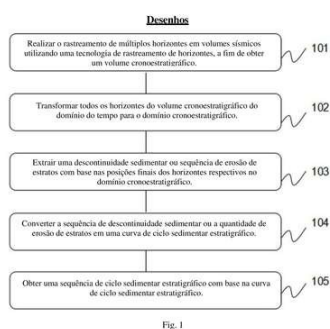 Desenhos
Realizar o rastreamento de múltiplos horizontes em volumes sísmicos
utilizando uma tecnologia de rastreamento de horizontes, a fim de obter
um volume cronoestratigráfico.
101
Transformar todos os horizontes do volume cronoestratigráfico do
domínio do tempo para o domínio cronoestratigráfico.
102
Extrair uma descontinuidade sedimentar ou sequência de erosão de
estratos com base nas posições finais dos horizontes respectivos no
domínio cronoestratigráfico.
103
Converter a sequência de descontinuidade sedimentar ou a quantidade de
erosão de estratos em uma curva de ciclo sedimentar estratigráfico.
104
Obter uma sequência de ciclo sedimentar estratigráfico com base na curva
de ciclo sedimentar estratigráfico.
105
Fig. 1